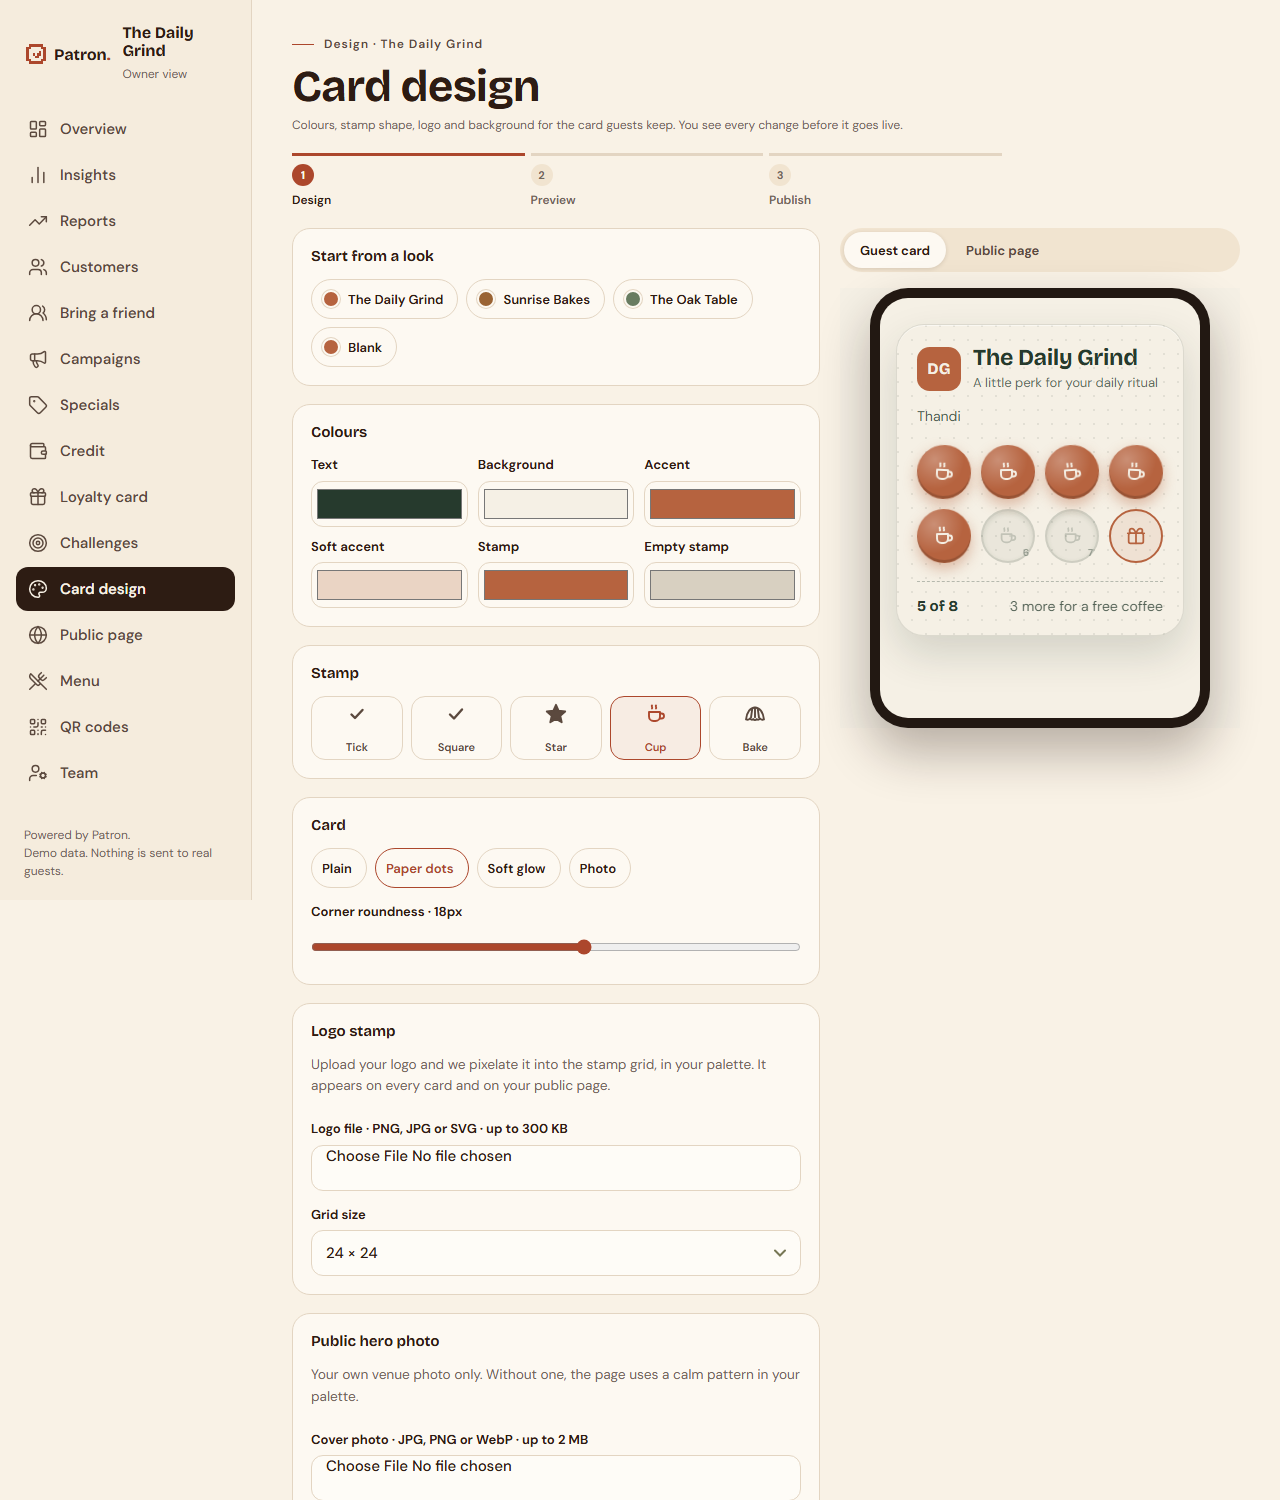 Patron.
The Daily
Grind
Owner view
Overview
Insights
Reports
Customers
Bring a friend
Campaigns
Specials
Credit
Loyalty card
Challenges
Card design
Public page
Menu
QR codes
Team
Powered by Patron.
Demo data. Nothing is sent to real
guests.
Design · The Daily Grind
Card design
Colours, stamp shape, logo and background for the card guests keep. You see every change before it goes live.
1
Design
2
Preview
3
Publish
Start from a look
The Daily Grind
Sunrise Bakes
The Oak Table
Blank
Colours
Text
Background
Accent
Soft accent
Stamp
Empty stamp
Stamp
Tick
Square
Star
Cup
Bake
Card
Plain
Paper dots
Soft glow
Photo
Corner roundness · 18px
Logo stamp
Upload your logo and we pixelate it into the stamp grid, in your palette. It
appears on every card and on your public page.
Logo file · PNG, JPG or SVG · up to 300 KB
Choose File No file chosen
Grid size
24 × 24
Public hero photo
Your own venue photo only. Without one, the page uses a calm pattern in your
palette.
Cover photo · JPG, PNG or WebP · up to 2 MB
Choose File No file chosen
Guest card
Public page
DG
The Daily Grind
A little perk for your daily ritual
Thandi
6
7
5 of 8
3 more for a free coffee